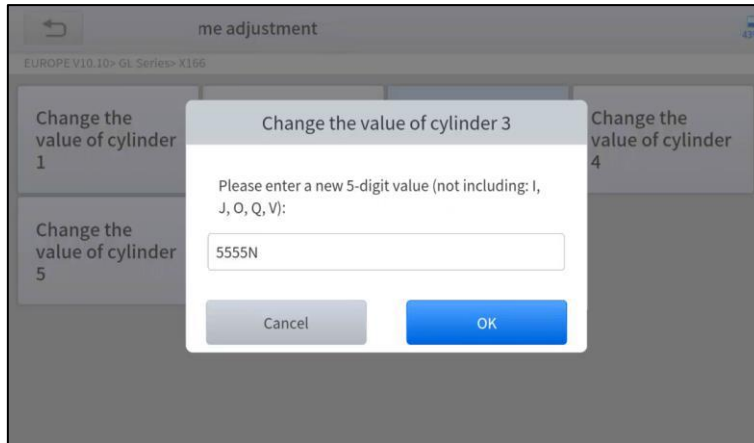 me adjustment
EUROPE V10.10> GL Series> X166
Change the
value of cylinder
1
Change the
value of cylinder
4
Change the
value of cylinder
5
Change the value of cylinder 3
Please enter a new 5-digit value (not including: I,
J, O, Q, V):
5555N
Cancel
OK